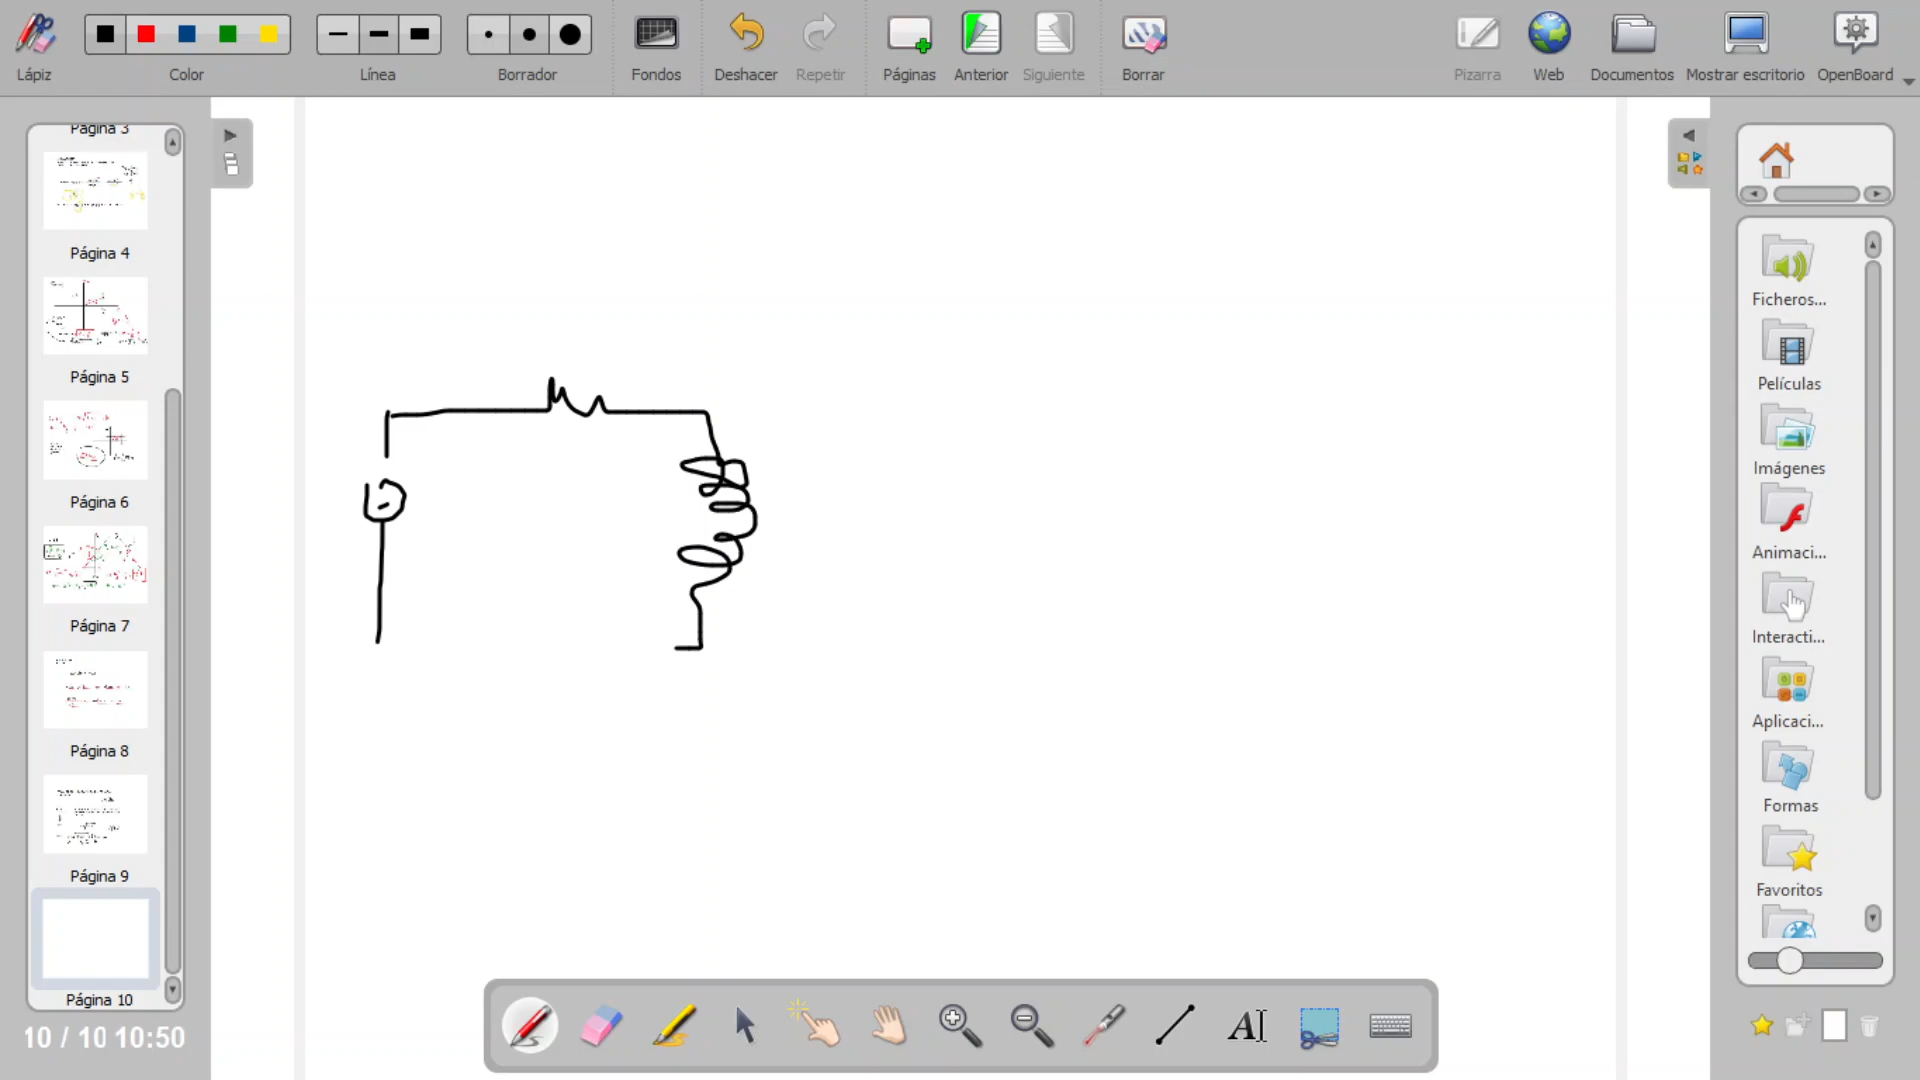 Lápiz
Color
Línea
Borrador
Fondos
Deshacer
Repetir
Páginas
Anterior
Siguiente
Borrar
Pizarra
Web
Documentos
Mostrar escritorio
OpenBoard
Página 3
Página 4
Página 5
Página 6
Página 7
Página 8
Página 9
Página 10
10 / 10 10:50
Ficheros...
Películas
Imágenes
Animaci...
Interacti...
Aplicaci...
Formas
Favoritos